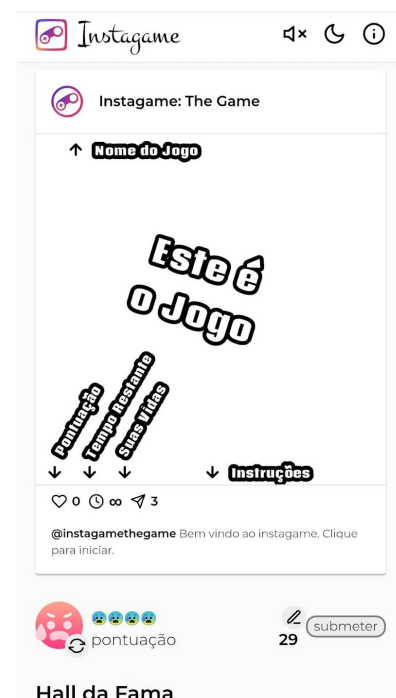 Instagame
Instagame: The Game
Nome do Jogo
Este é
o Jogo
Pontuação
Tempo Restante
Suas Vidas
Instruções
0 ∞ 3
@instagamethegame Bem vindo ao instagame. Clique
para iniciar.
pontuação
29
submeter
Hall da Fama